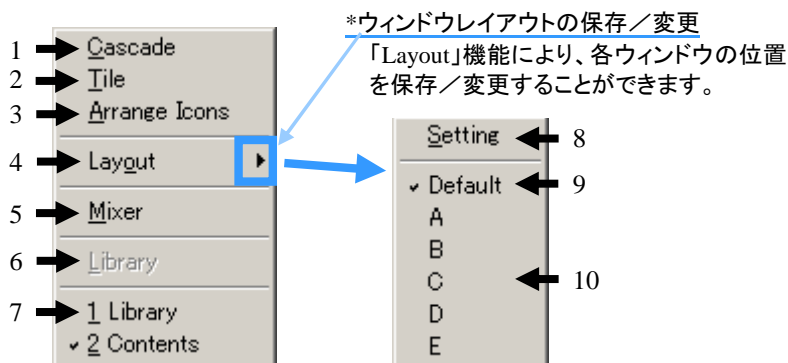 *ウィンドウレイアウトの保存／変更
「Layout」機能により、各ウィンドウの位置
を保存／変更することができます。
1 Cascade
2 Tile
3 Arrange Icons
4 Layout
5 Mixer
6 Library
7 1 Library
2 Contents
Setting 8
Default 9
A
B
C 10
D
E